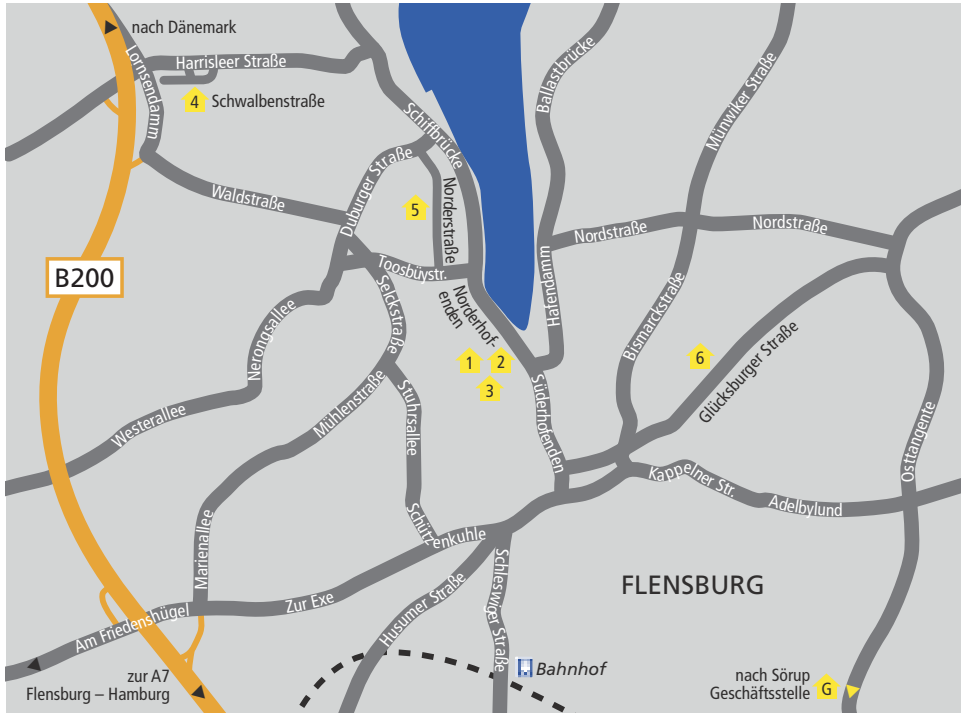 nach Dänemark
Lornsendamm
Harrisleer Straße
4 Schwalbenstraße
Schiffbrücke
Ballastbrücke
Münwiker Straße
Waldstraße
Duburger Straße
5
Norderstraße
Nordstraße
Nordstraße
B200
Toosbüystr.
Selckstraße
Norderhof-
enden
Hafendamm
Nerongsallee
1
2
3
Bismarckstraße
6
Glücksburger Straße
Westerallee
Mühlenstraße
Stuhrsallee
Süderhofenden
Osttangente
Kappelner Str.
Adelbylund
Marienallee
Schützenkuhle
Am Friedenshügel
Zur Exe
Husumer Straße
Schleswiger Straße
FLENSBURG
Bahnhof
zur A7
Flensburg – Hamburg
nach Sörup
Geschäftsstelle
G